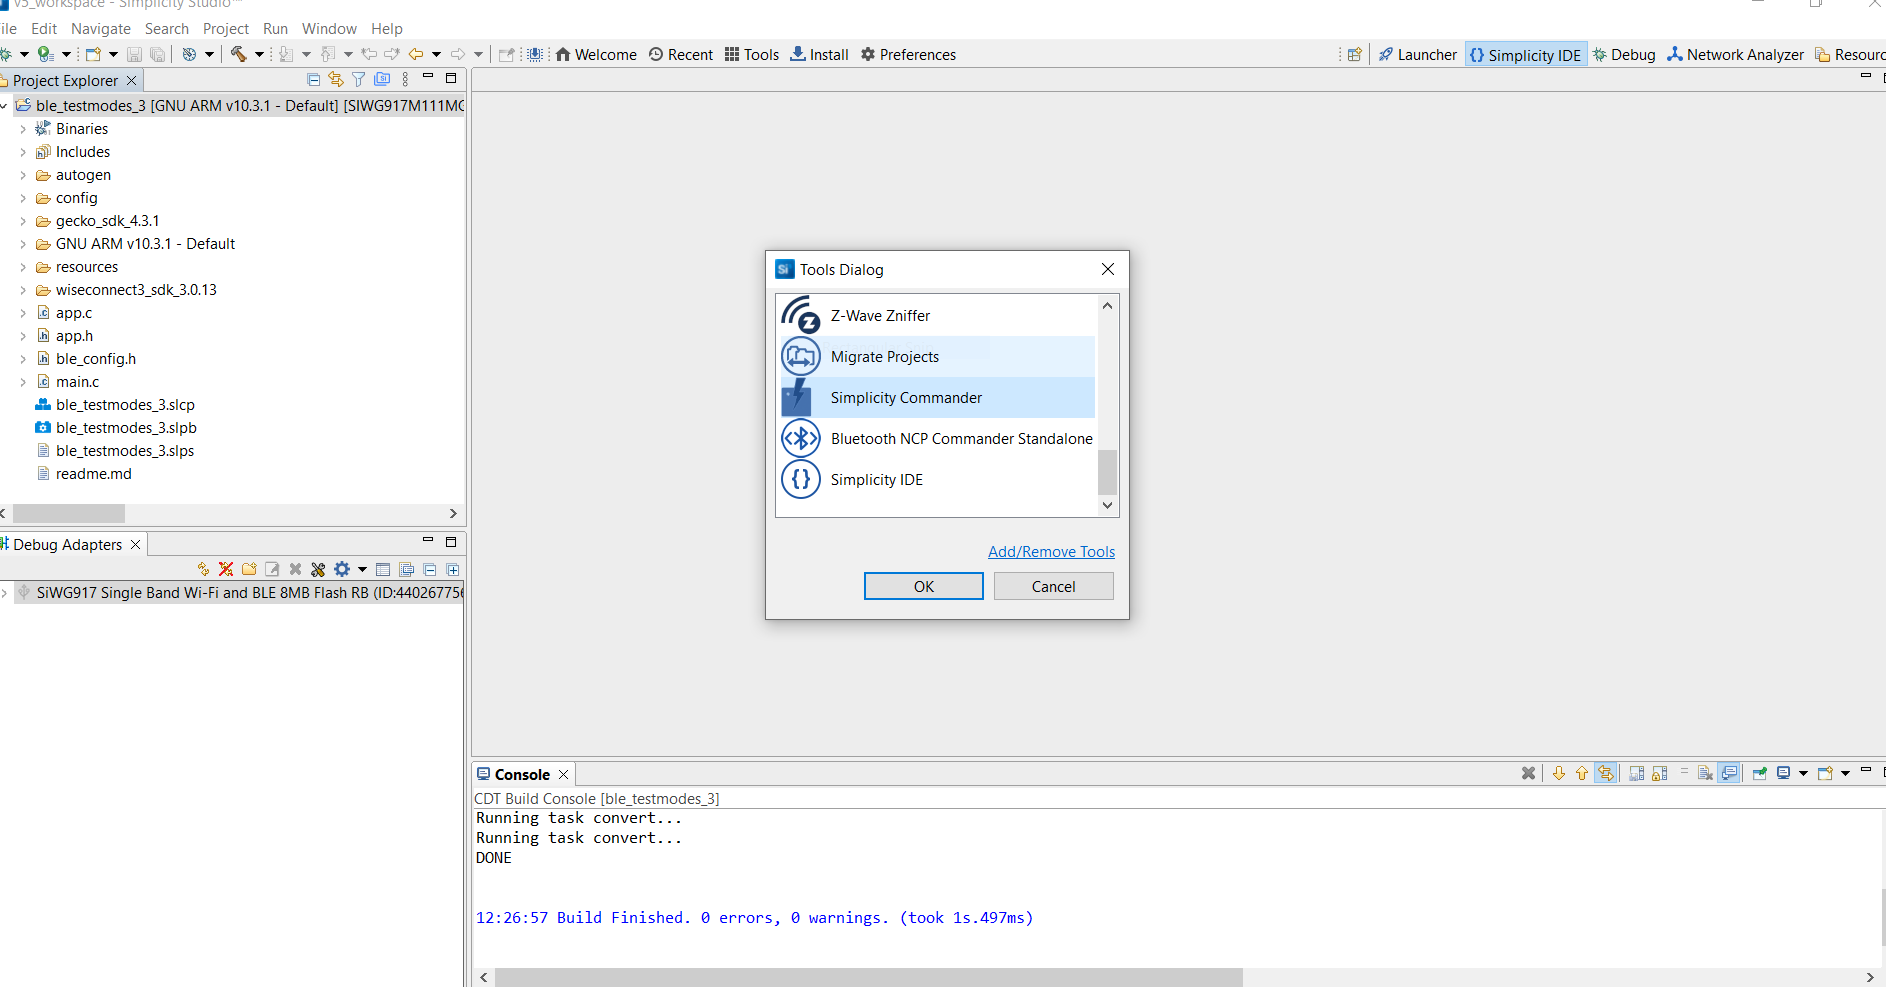 v5_workspace - Simplicity Studio™
ile Edit Navigate Search Project Run Window Help
Welcome Recent Tools Install Preferences
Launcher Simplicity IDE Debug Network Analyzer Resourc
Project Explorer
ble_testmodes_3 [GNU ARM v10.3.1 - Default] [SIWG917M111MG
Binaries
Includes
autogen
config
gecko_sdk_4.3.1
GNU ARM v10.3.1 - Default
resources
wiseconnect3_sdk_3.0.13
app.c
app.h
ble_config.h
main.c
ble_testmodes_3.slcp
ble_testmodes_3.slpb
ble_testmodes_3.slps
readme.md
Debug Adapters
SiWG917 Single Band Wi-Fi and BLE 8MB Flash RB (ID:44026775
Si Tools Dialog
Z-Wave Zniffer
Migrate Projects
Simplicity Commander
Bluetooth NCP Commander Standalone
Simplicity IDE
Add/Remove Tools
OK Cancel
Console
CDT Build Console [ble_testmodes_3]
Running task convert...
Running task convert...
DONE
12:26:57 Build Finished. 0 errors, 0 warnings. (took 1s.497ms)